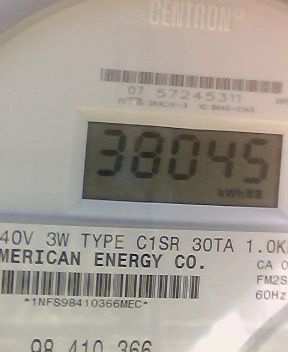 CENTRON®
07 57245311
38045
kWh
40V 3W TYPE C1SR 30TA 1.0K
MERICAN ENERGY CO.
CA 0
FM2S
60Hz
*1NFS98410366MEC*
98 410 366